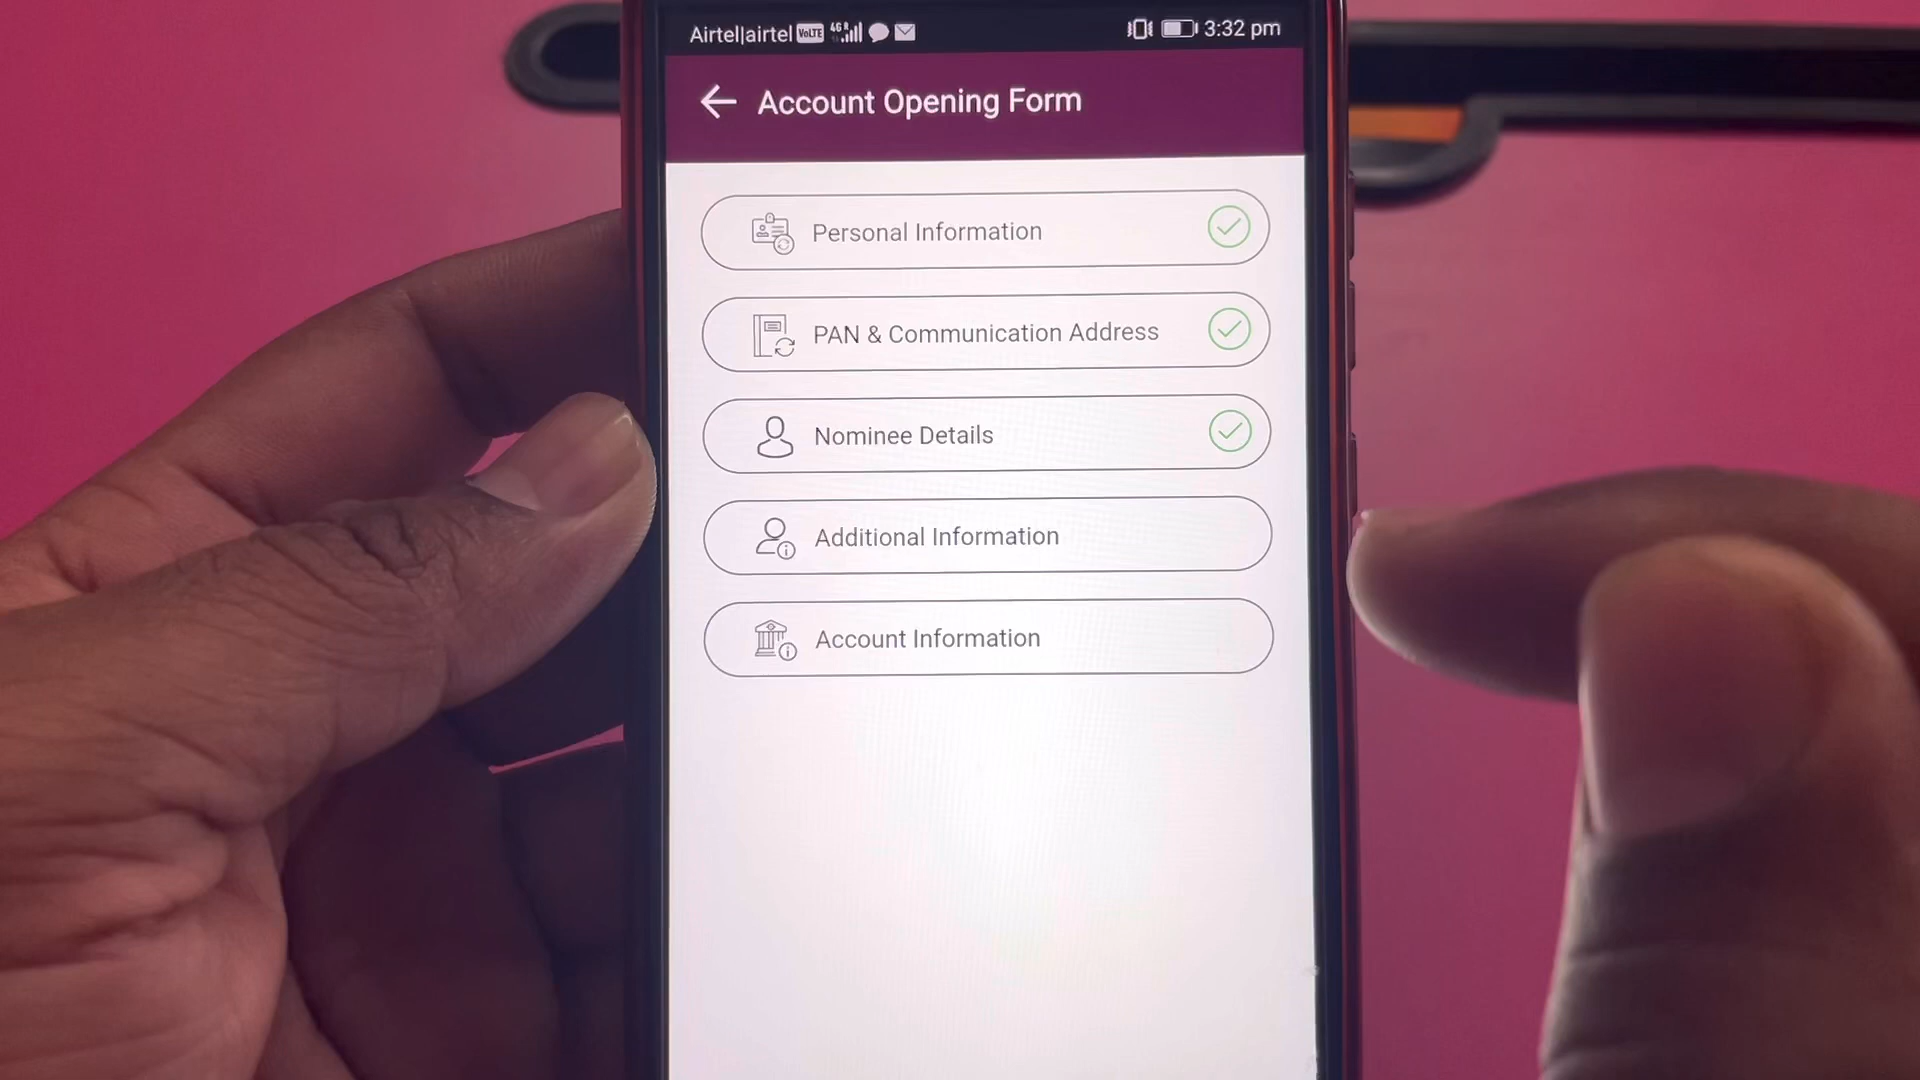 Airtel|airtel VoLTE 4G R 3:32 pm
Account Opening Form
Personal Information
PAN & Communication Address
Nominee Details
Additional Information
Account Information